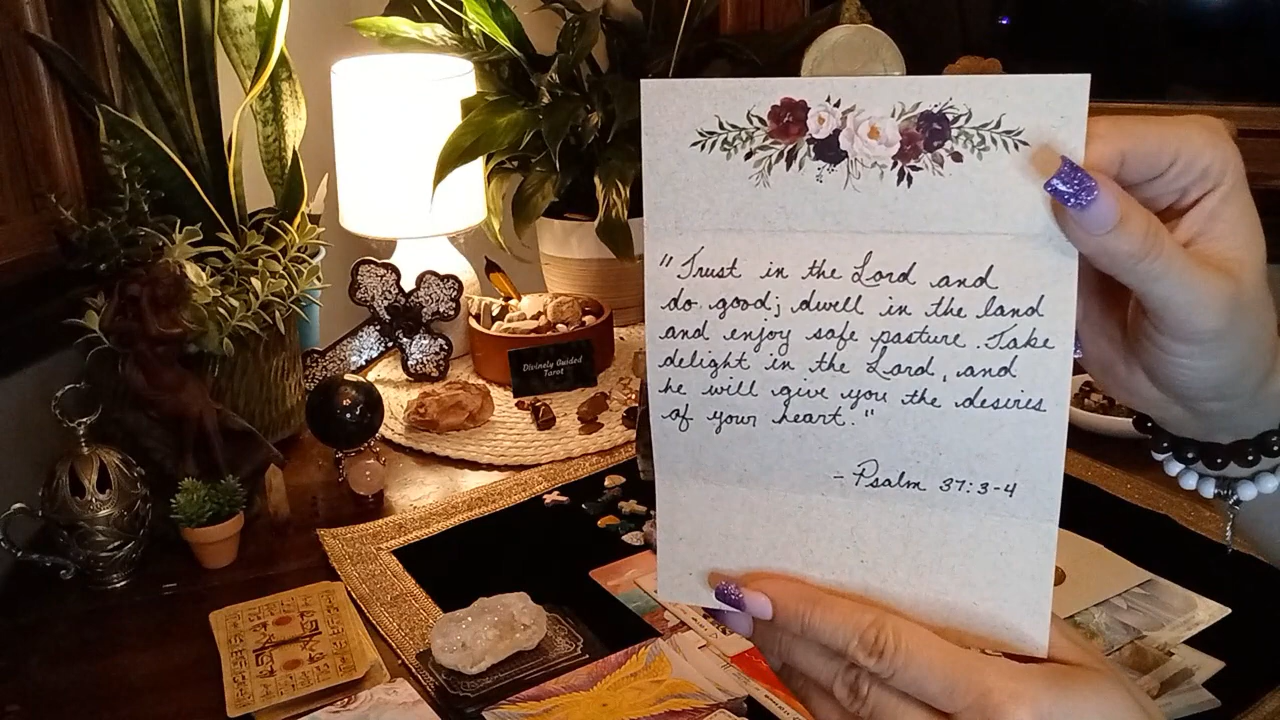 Divinely Guided
Tarot
"Trust in the Lord and
do good; dwell in the land
and enjoy safe pasture. Take
delight in the Lord, and
he will give you the desires
of your heart."
- Psalm 37:3-4